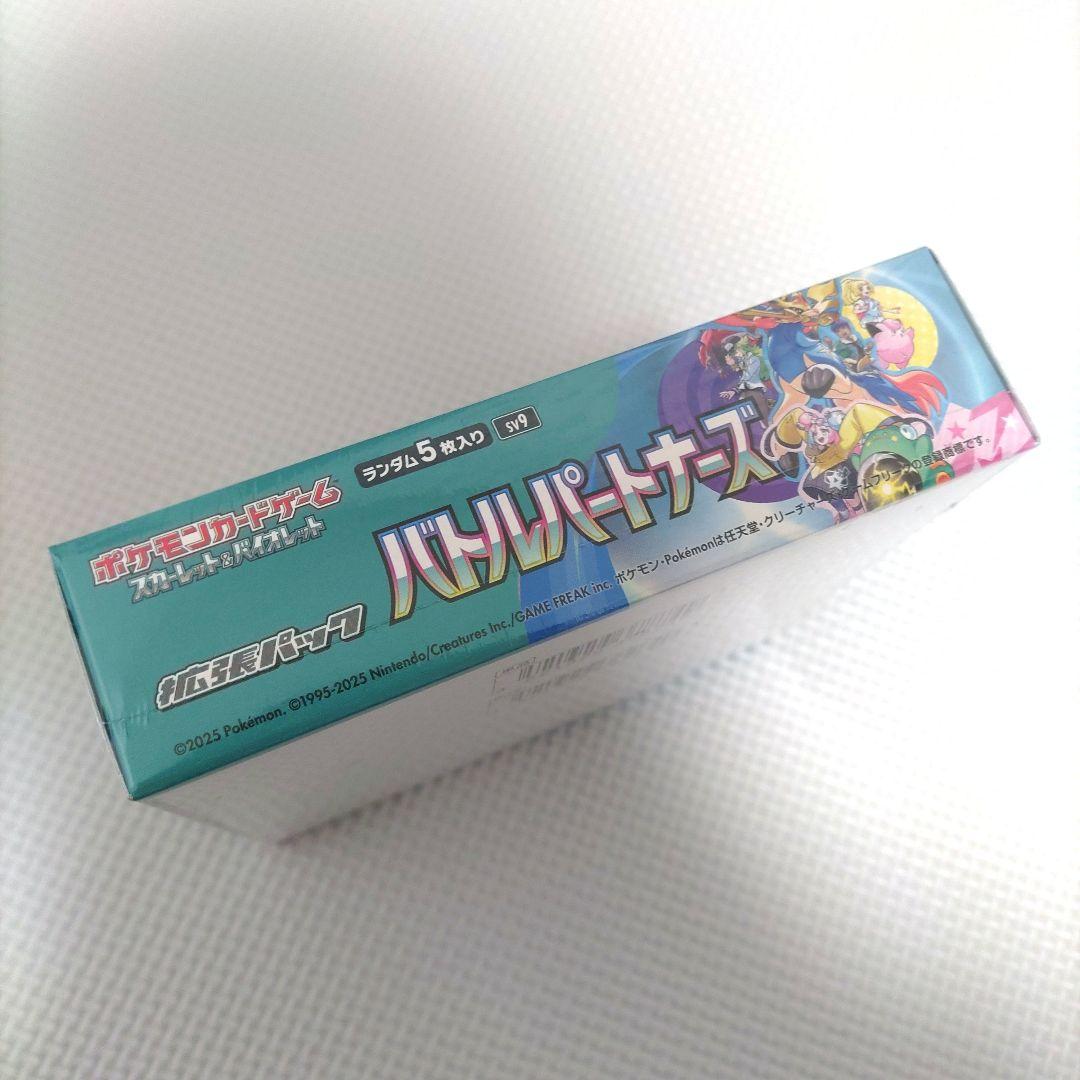 ポケモンカードゲーム
スカーレット&バイオレット
ランダム5枚入り
SV9
拡張パック
バトルパートナーズ
©2025 Pokémon. ©1995-2025 Nintendo/Creatures Inc./GAME FREAK inc. ポケモン・Pokémonは任天堂・クリーチャーズ・ゲームフリークの登録商標です。